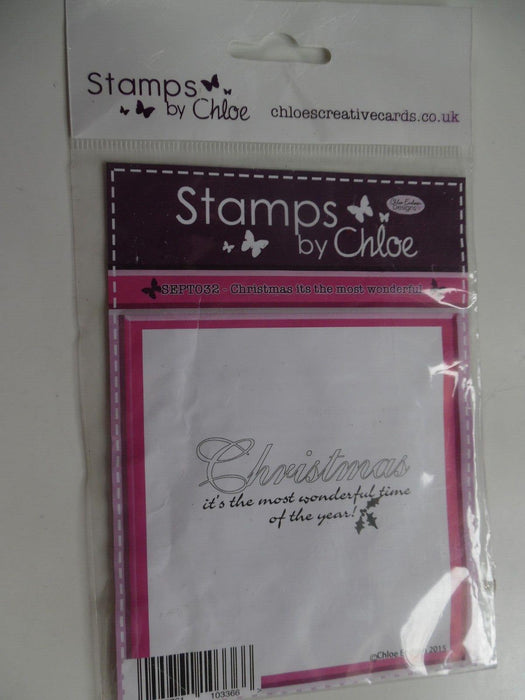 Stamps
by Chloe
chloescreativecards.co.uk
Stamps
by Chloe
Designs
SEPT032 - Christmas its the most wonderful
Christmas
it's the most wonderful time
of the year!
©Chloe 2015
103366